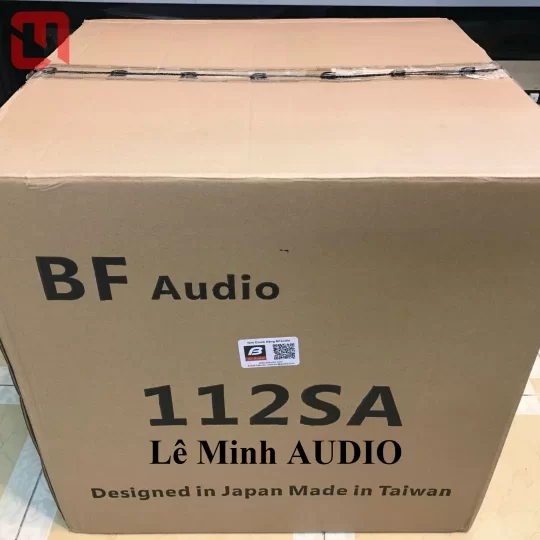 BF Audio
112SA
Lê Minh AUDIO
Designed in Japan Made in Taiwan